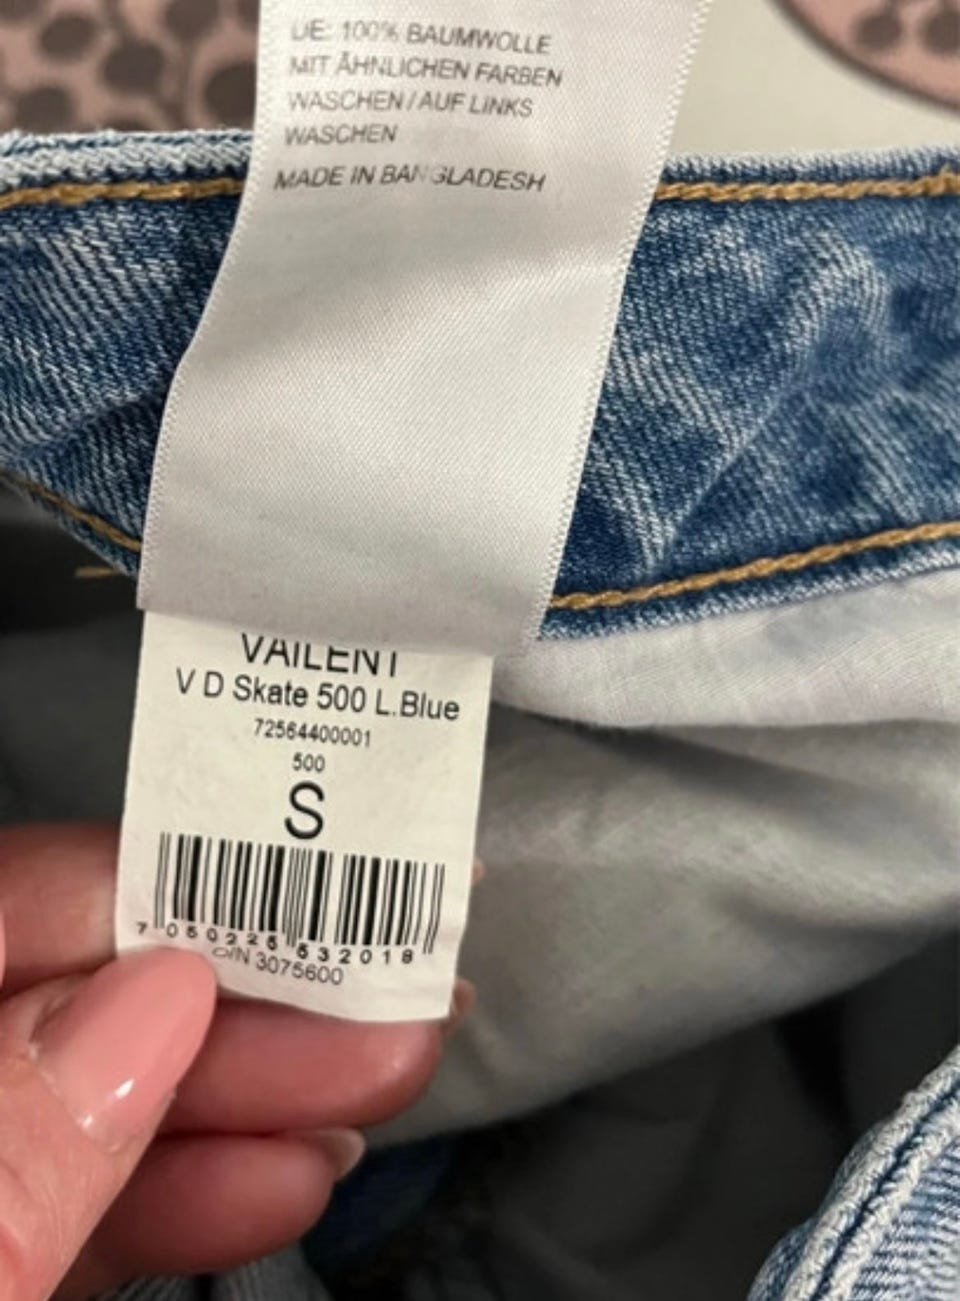 DE: 100% BAUMWOLLE
MIT ÄHNLICHEN FARBEN
WASCHEN / AUF LINKS
WASCHEN
MADE IN BANGLADESH
VAILENT
V D Skate 500 L.Blue
72564400001
500
S
7 050226 532018
O/N 3075600